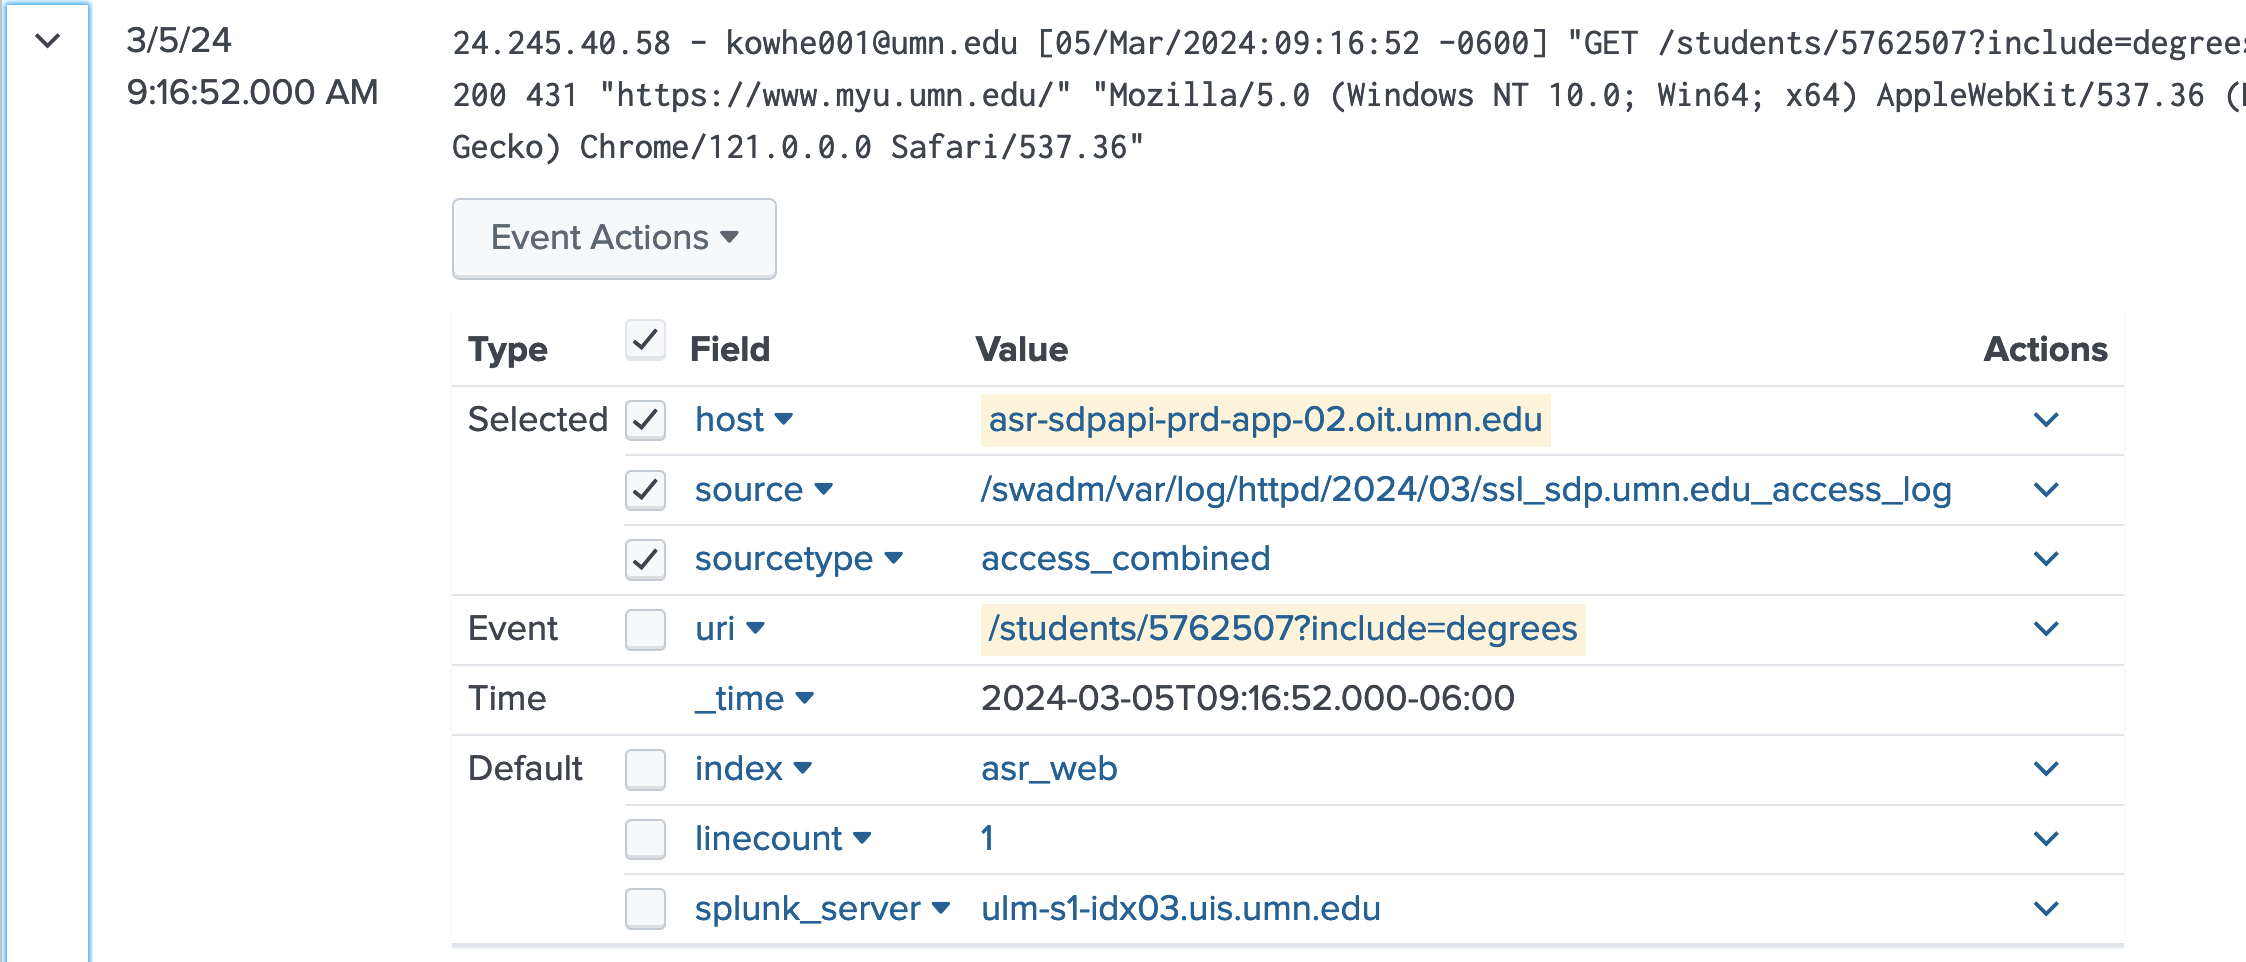 3/5/24
9:16:52.000 AM
24.245.40.58 - kowhe001@umn.edu [05/Mar/2024:09:16:52 -0600] "GET /students/5762507?include=degrees
200 431 "https://www.myu.umn.edu/" "Mozilla/5.0 (Windows NT 10.0; Win64; x64) AppleWebKit/537.36 (
Gecko) Chrome/121.0.0.0 Safari/537.36"
Event Actions
Type Field Value Actions
Selected host asr-sdpapi-prd-app-02.oit.umn.edu
source /swadm/var/log/httpd/2024/03/ssl_sdp.umn.edu_access_log
sourcetype access_combined
Event uri /students/5762507?include=degrees
Time _time 2024-03-05T09:16:52.000-06:00
Default index asr_web
linecount 1
splunk_server ulm-s1-idx03.uis.umn.edu